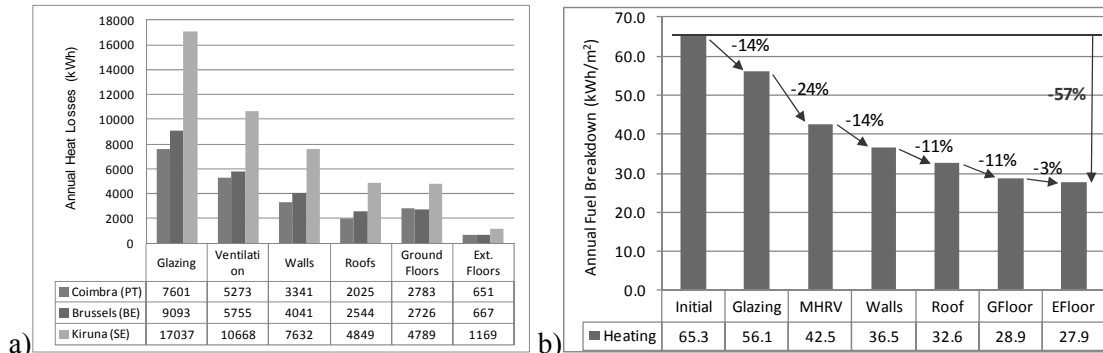 Annual Heat Losses (kWh)
18000
16000
14000
12000
10000
8000
6000
4000
2000
0
Glazing Ventilati on Walls Roofs Ground Floors Ext. Floors
Coimbra (PT) 7601 5273 3341 2025 2783 651
Brussels (BE) 9093 5755 4041 2544 2726 667
Kiruna (SE) 17037 10668 7632 4849 4789 1169
a)
Annual Fuel Breakdown (kWh/m²)
70.0
60.0
50.0
40.0
30.0
20.0
10.0
0.0
-14%
-24%
-14%
-11%
-11%
-3%
-57%
Initial Glazing MHRV Walls Roof GFloor EFloor
Heating 65.3 56.1 42.5 36.5 32.6 28.9 27.9
b)